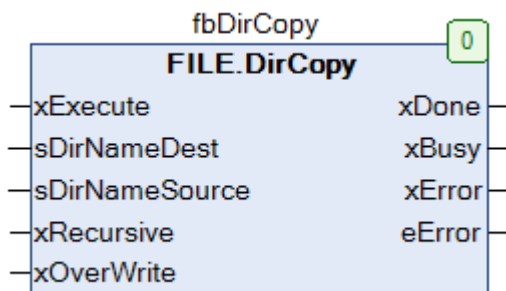 fbDirCopy
0
FILE.DirCopy
xExecute xDone
sDirNameDest xBusy
sDirNameSource xError
xRecursive eError
xOverWrite